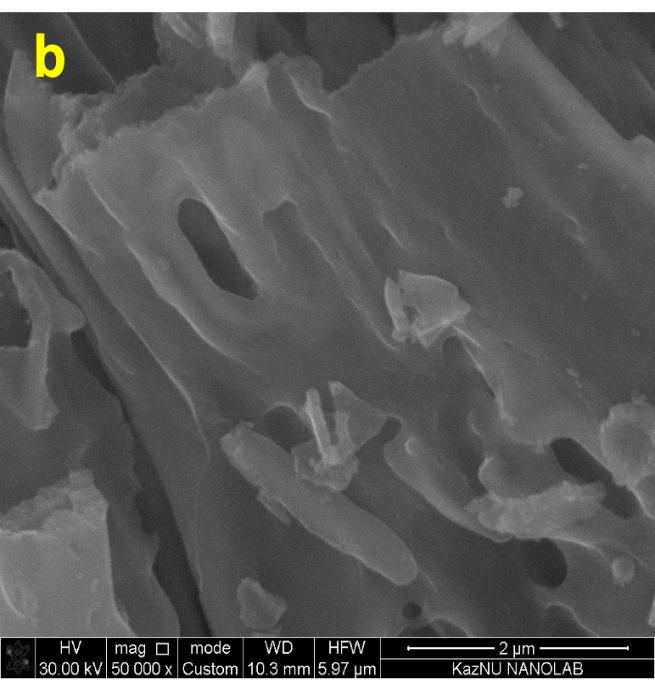 b
HV mag □ mode WD HFW 2 µm
30.00 kV 50 000 x Custom 10.3 mm 5.97 µm KazNU NANOLAB